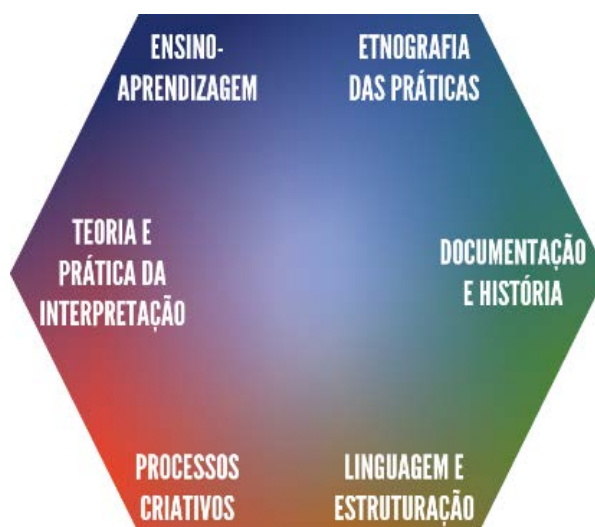 ENSINO-
APRENDIZAGEM
ETNOGRAFIA
DAS PRÁTICAS
TEORIA E
PRÁTICA DA
INTERPRETAÇÃO
DOCUMENTAÇÃO
E HISTÓRIA
PROCESSOS
CRIATIVOS
LINGUAGEM E
ESTRUTURAÇÃO